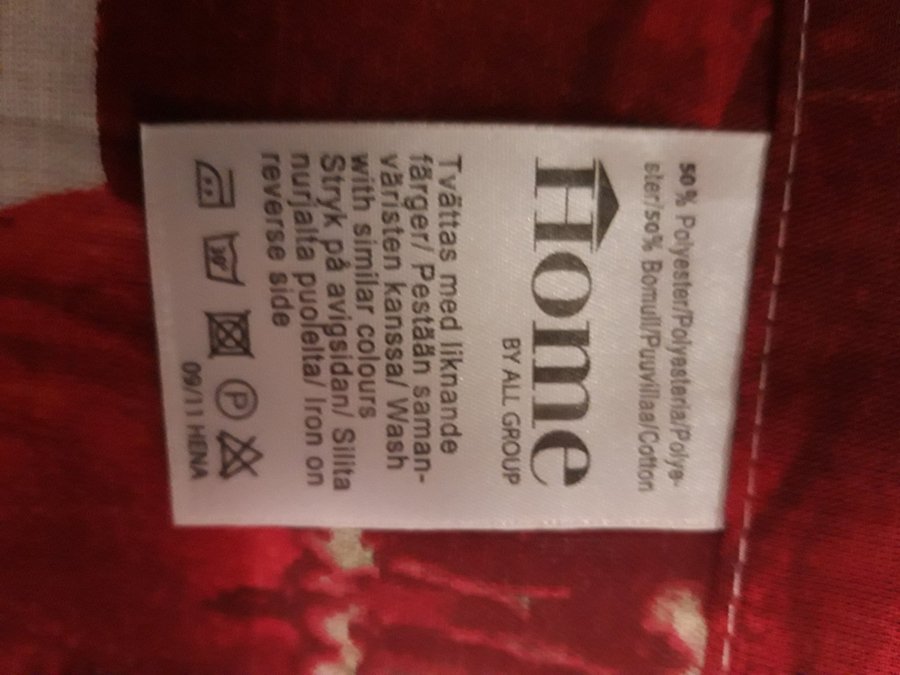 50% Polyester/Polyesteria/Polye-
ster/50% Bomull/Puuvillaa/Cotton
Home
BY ALL GROUP
Tvättas med liknande
färger/ Pestään saman-
väristen kanssa/ Wash
with similar colours
Stryk på avigsidan/ Silita
nurjalta puolelta/ Iron on
reverse side
30°
P
09/11 HENA